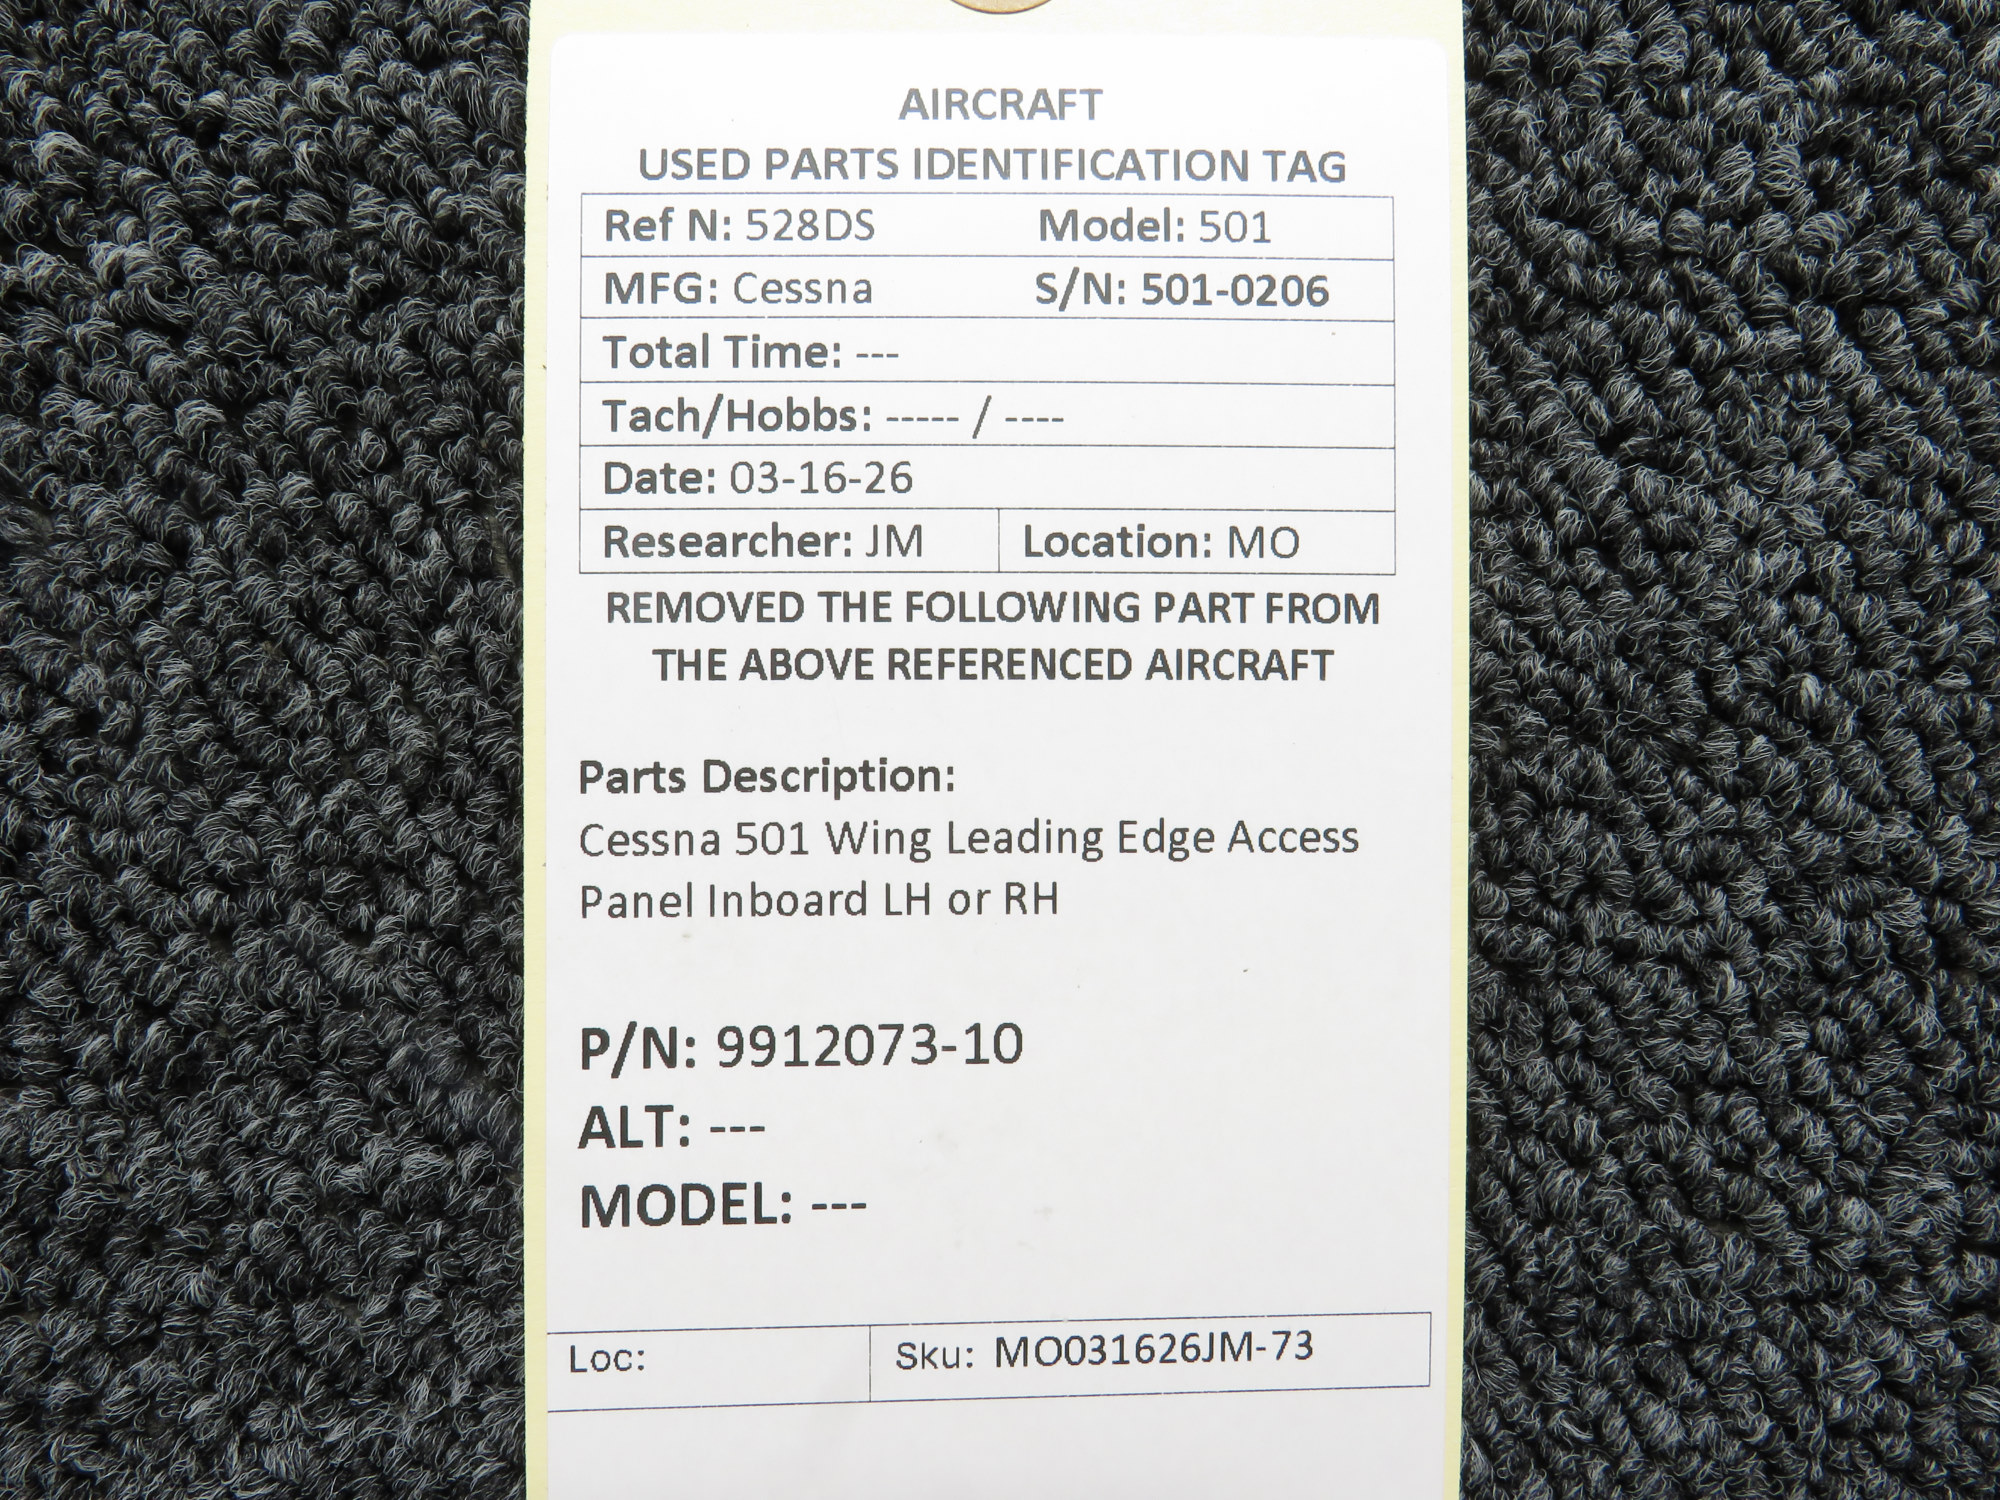 AIRCRAFT
USED PARTS IDENTIFICATION TAG
Ref N: 528DS Model: 501
MFG: Cessna S/N: 501-0206
Total Time: ---
Tach/Hobbs: ----- / ----
Date: 03-16-26
Researcher: JM Location: MO
REMOVED THE FOLLOWING PART FROM
THE ABOVE REFERENCED AIRCRAFT
Parts Description:
Cessna 501 Wing Leading Edge Access
Panel Inboard LH or RH
P/N: 9912073-10
ALT: ---
MODEL: ---
Loc: Sku: MO031626JM-73